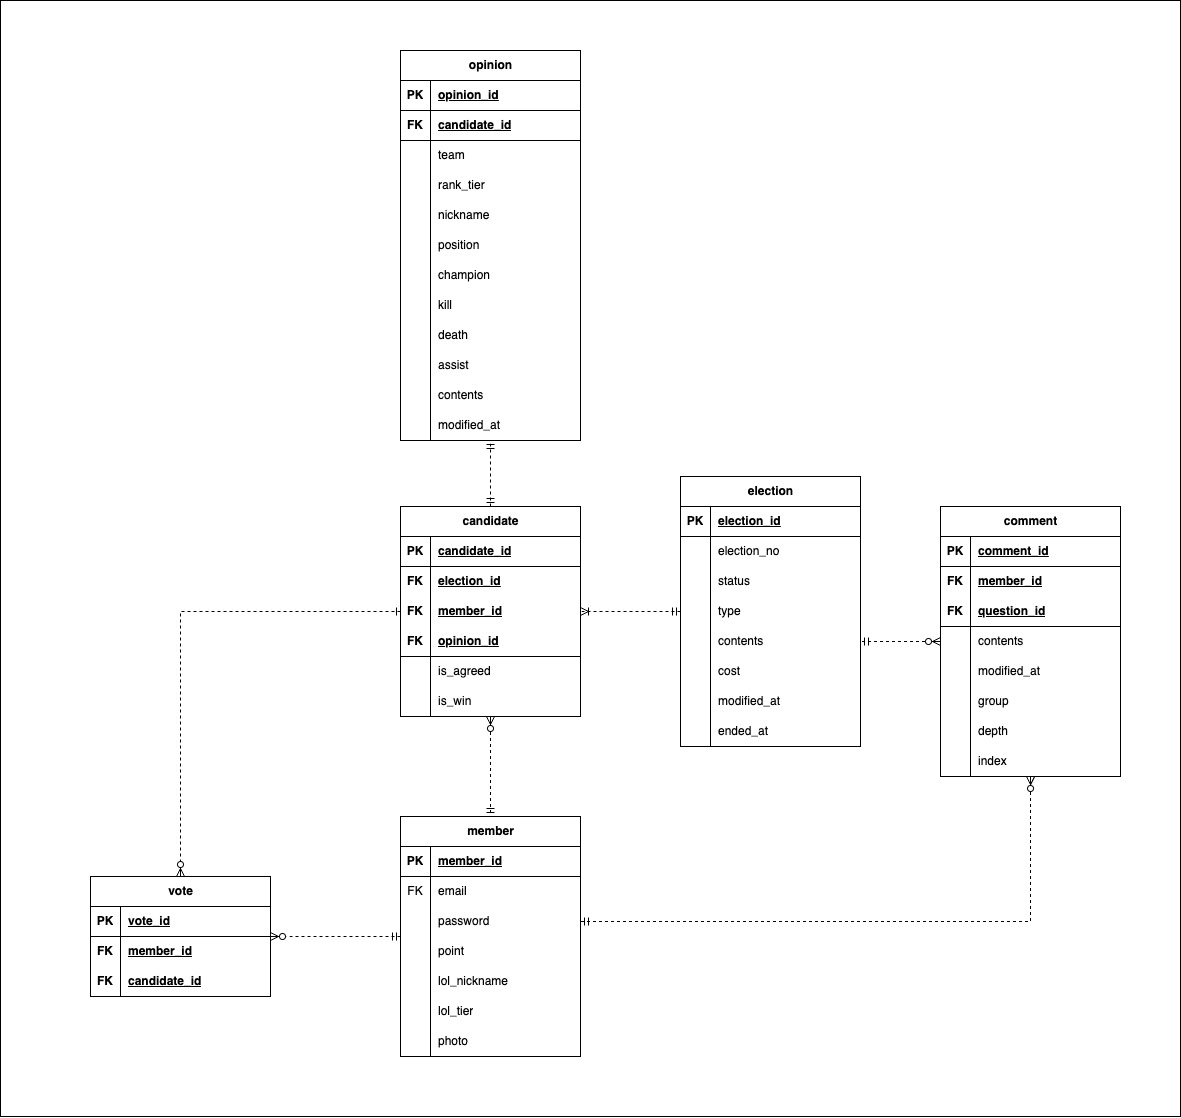 opinion
PK opinion_id
FK candidate_id
team
rank_tier
nickname
position
champion
kill
death
assist
contents
modified_at
candidate
PK candidate_id
FK election_id
FK member_id
FK opinion_id
is_agreed
is_win
election
PK election_id
election_no
status
type
contents
cost
modified_at
ended_at
comment
PK comment_id
FK member_id
FK question_id
contents
modified_at
group
depth
index
member
PK member_id
FK email
password
point
lol_nickname
lol_tier
photo
vote
PK vote_id
FK member_id
FK candidate_id